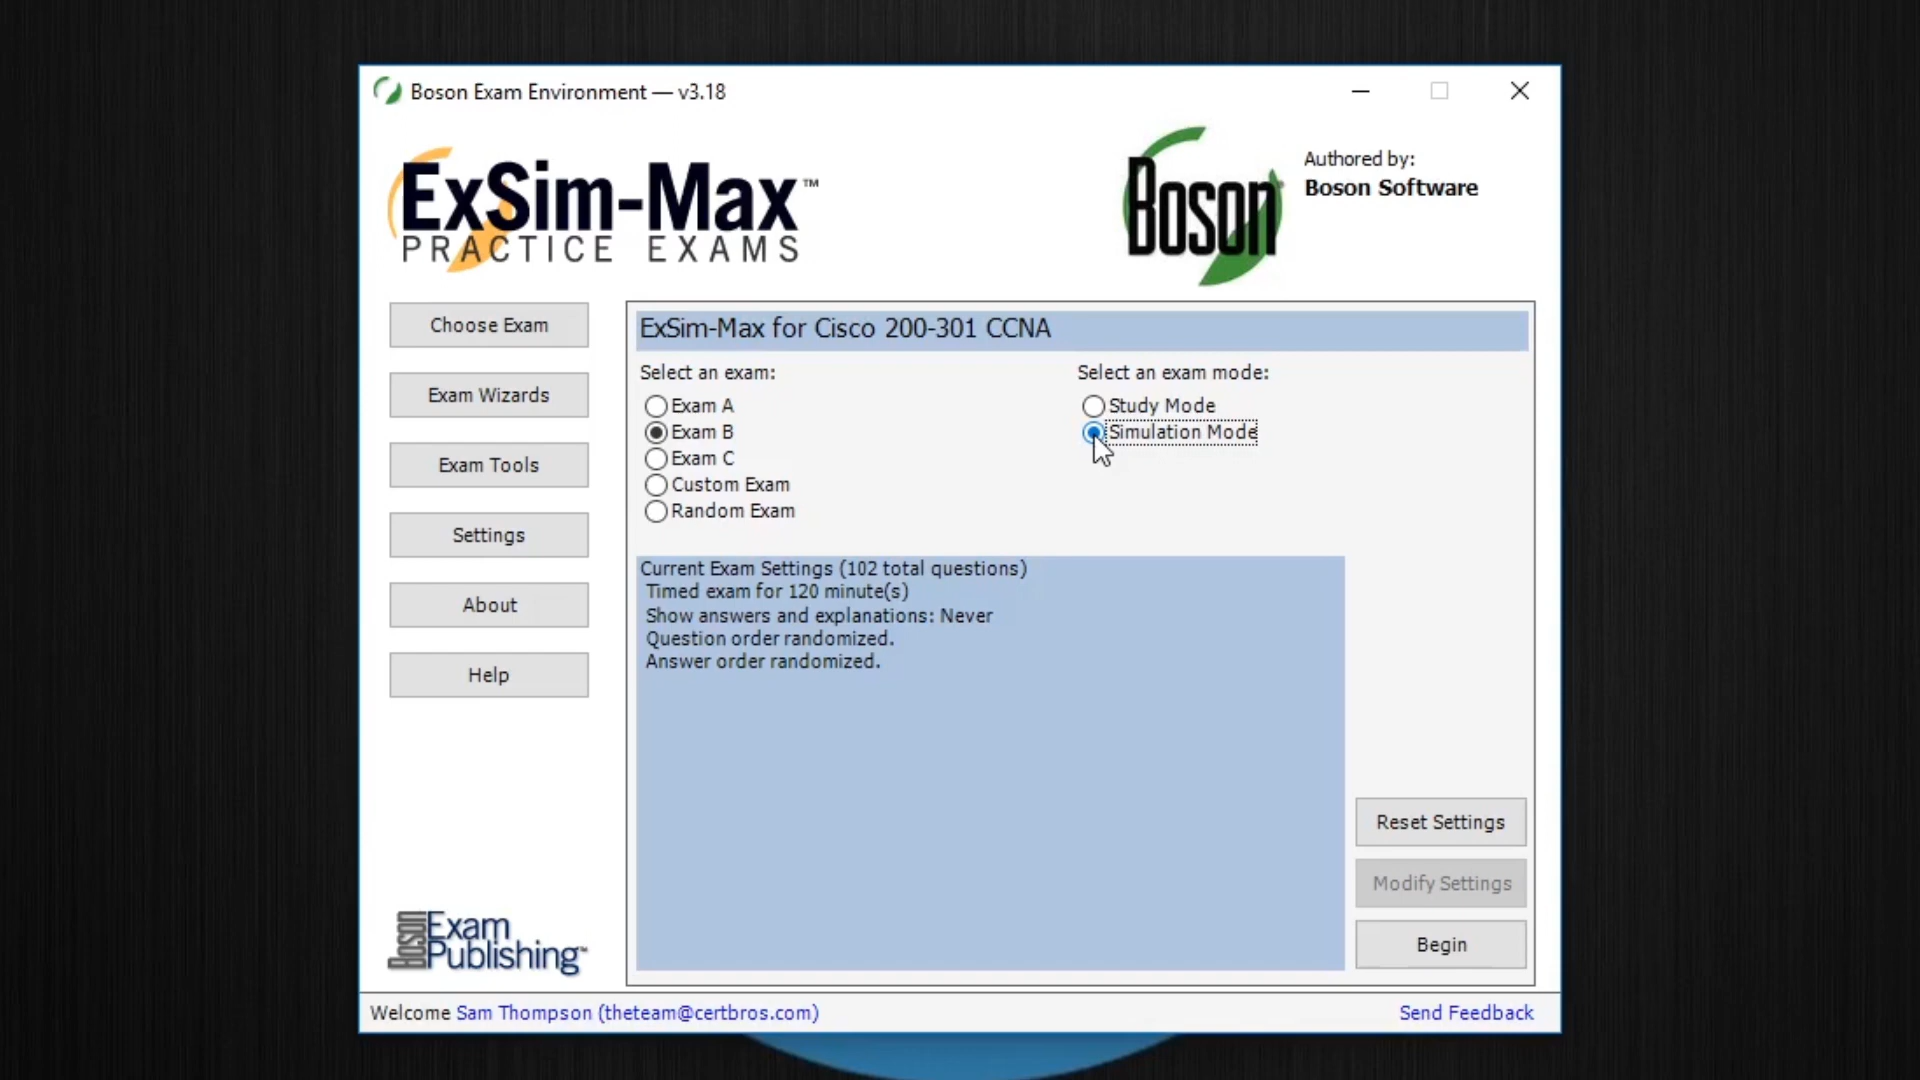 Boson Exam Environment — v3.18
ExSim-Max™
PRACTICE EXAMS
Boson
Authored by:
Boson Software
Choose Exam
Exam Wizards
Exam Tools
Settings
About
Help
ExSim-Max for Cisco 200-301 CCNA
Select an exam:
Exam A
Exam B
Exam C
Custom Exam
Random Exam
Select an exam mode:
Study Mode
Simulation Mode
Current Exam Settings (102 total questions)
Timed exam for 120 minute(s)
Show answers and explanations: Never
Question order randomized.
Answer order randomized.
Reset Settings
Modify Settings
Begin
Boson Exam
Publishing™
Welcome Sam Thompson (theteam@certbros.com)
Send Feedback